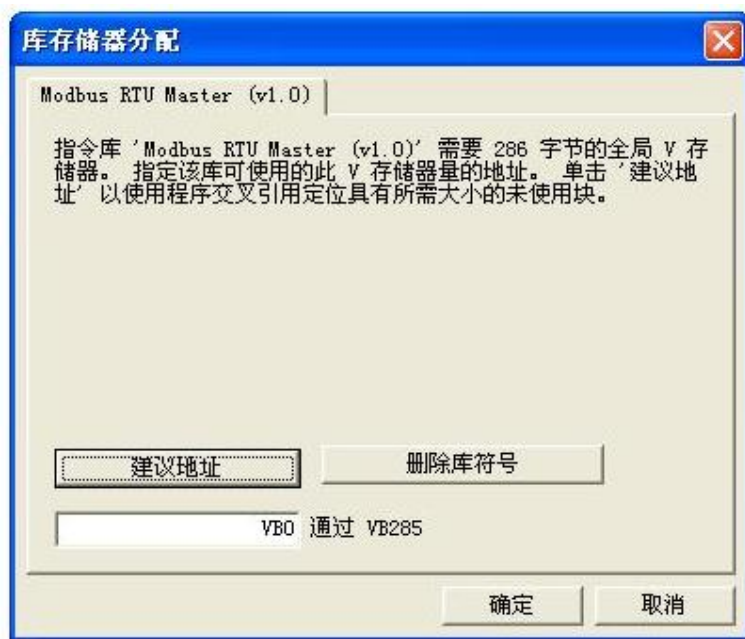 库存储器分配
Modbus RTU Master (v1.0)
指令库 'Modbus RTU Master (v1.0)' 需要 286 字节的全局 V 存
储器。 指定该库可使用的此 V 存储器量的地址。 单击 '建议地
址' 以使用程序交叉引用定位具有所需大小的未使用块。
建议地址
删除库符号
VB0 通过 VB285
确定
取消